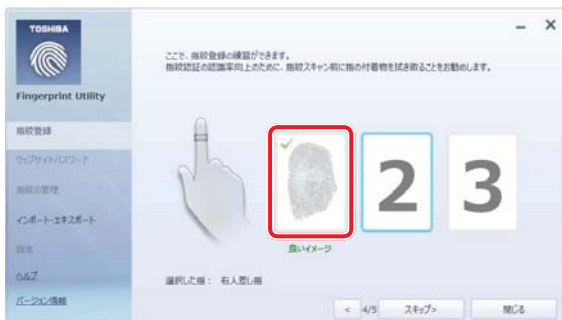 TOSHIBA
Fingerprint Utility
指紋登録
ウェブサイトパスワード
指紋の管理
インポート・エクスポート
設定
ヘルプ
バージョン情報
ここで、指紋登録の練習ができます。
指紋認証の認識率向上のために、指紋スキャン前に指の付着物を拭き取ることをお勧めします。
2
3
良いイメージ
選択した指： 右人差し指
<
4/5
スキップ>
閉じる